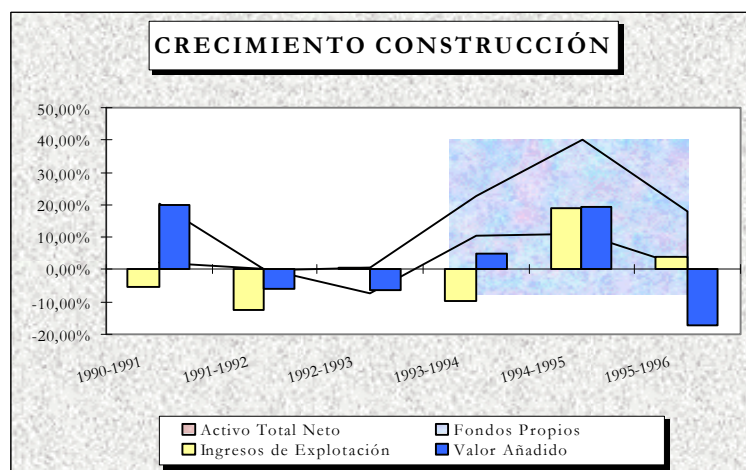 CRECIMIENTO CONSTRUCCIÓN
50,00%
40,00%
30,00%
20,00%
10,00%
0,00%
-10,00%
-20,00%
1990-1991
1991-1992
1992-1993
1993-1994
1994-1995
1995-1996
Activo Total Neto
Fondos Propios
Ingresos de Explotación
Valor Añadido